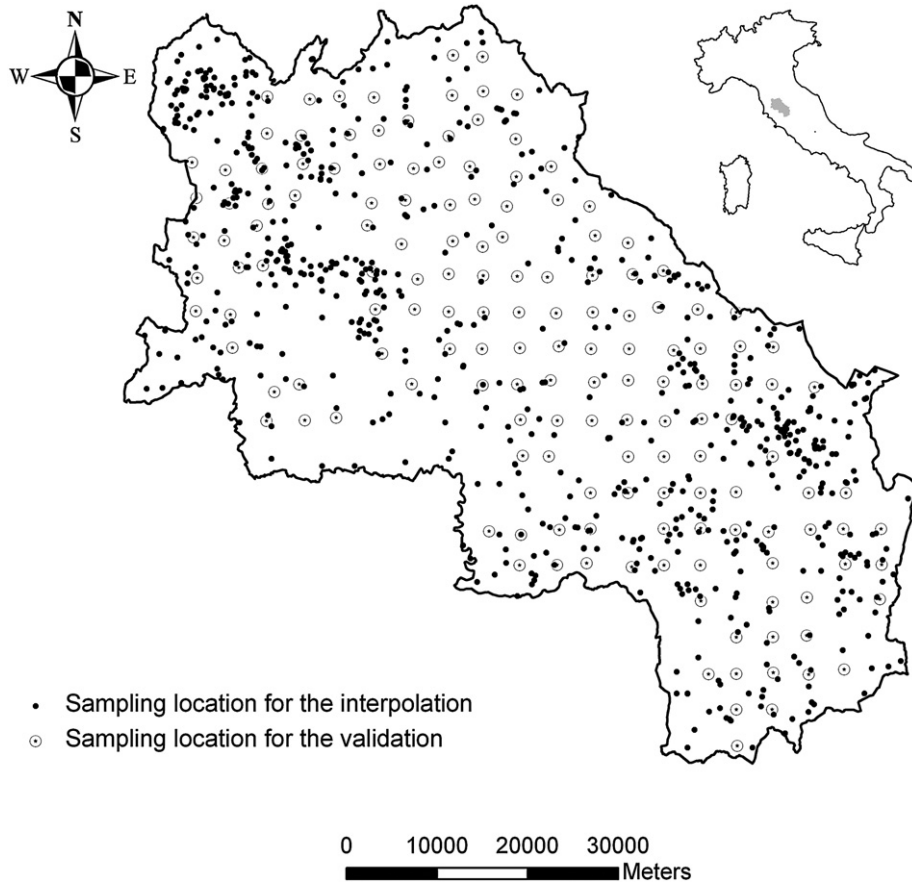 N
W E
S
Sampling location for the interpolation
Sampling location for the validation
0 10000 20000 30000
Meters